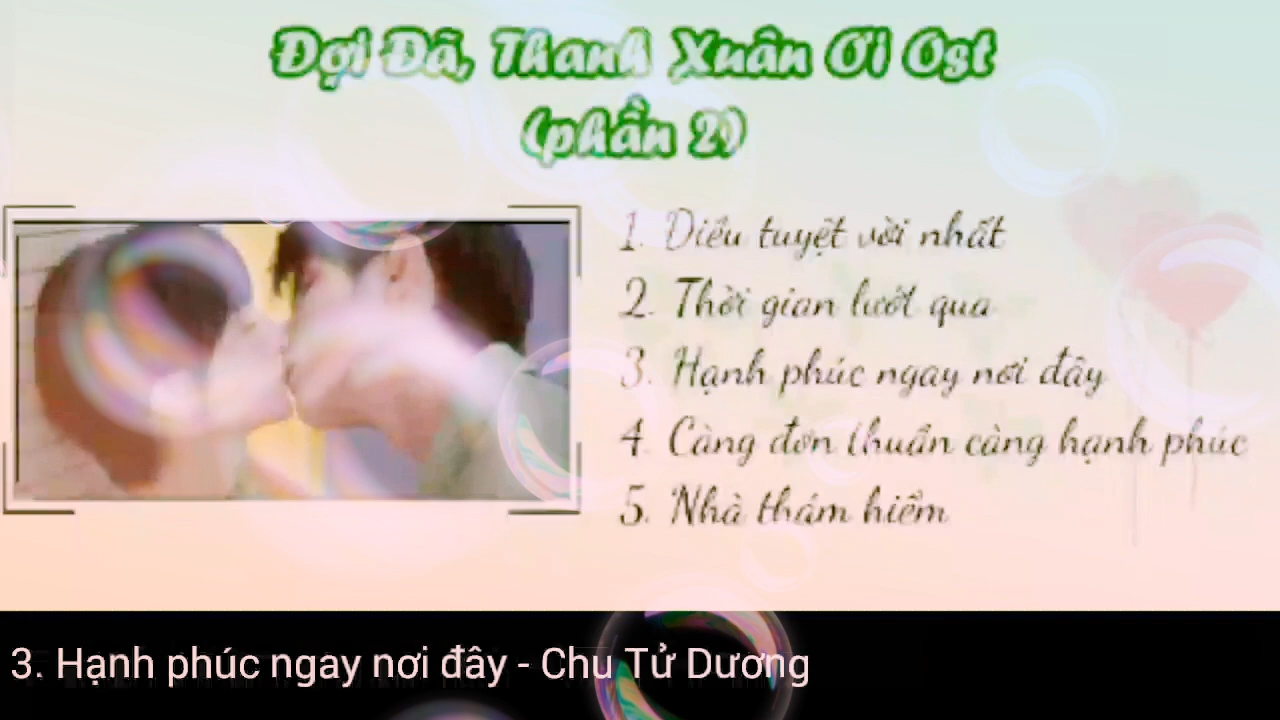 Đợi Đã, Thanh Xuân Ơi Ost
(phần 2)
1. Diều tuyệt vời nhất
2. Thời gian lướt qua
3. Hạnh phúc ngay nơi đây
4. Càng đơn thuần càng hạnh phúc
5. Nhà thám hiểm
3. Hạnh phúc ngay nơi đây - Chu Tử Dương